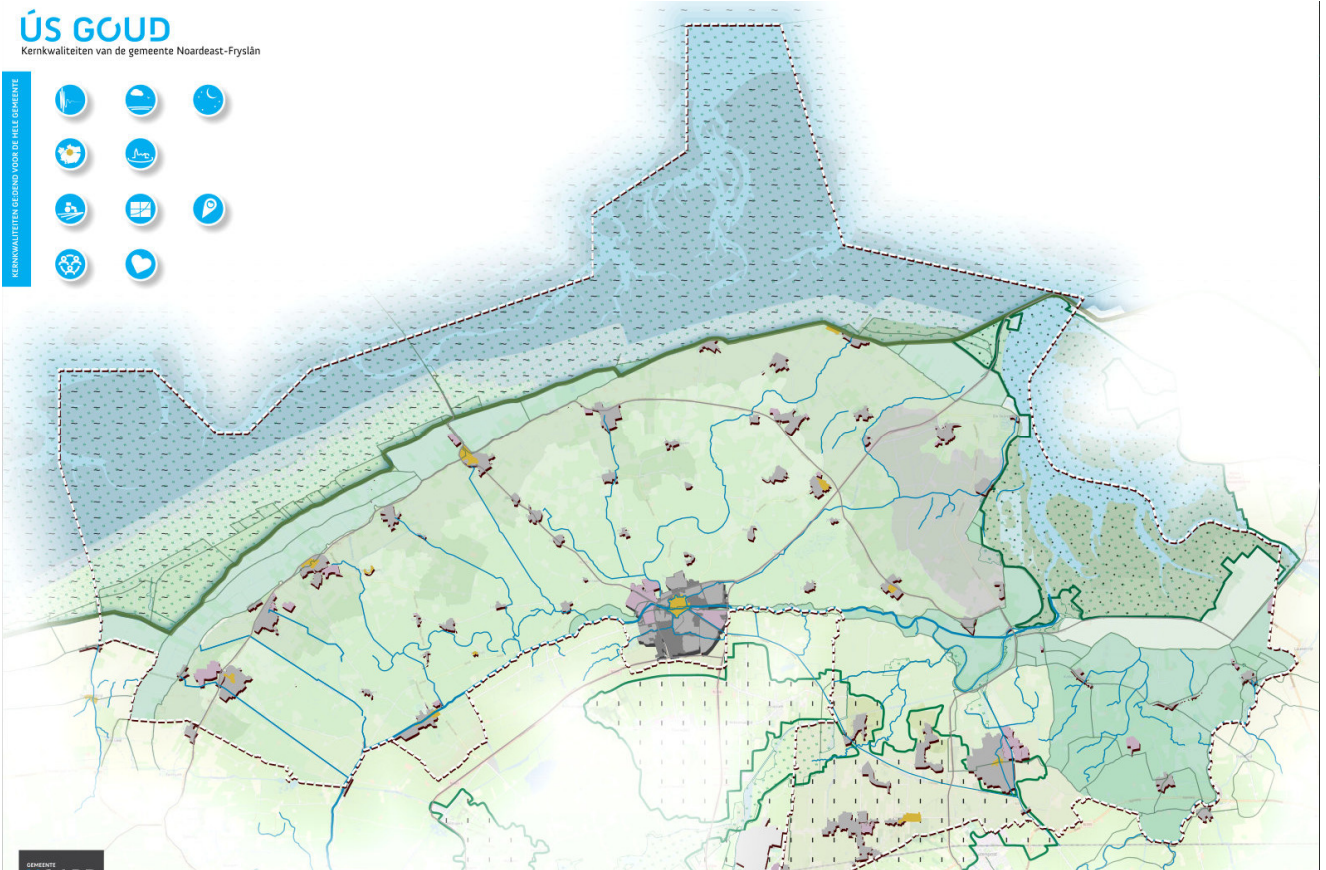 ÚS GOUD
Kernkwaliteiten van de gemeente Noardeast-Fryslân
KERNKWALITEITEN GELDEND VOOR DE HELE GEMEENTE
GEMEENTE